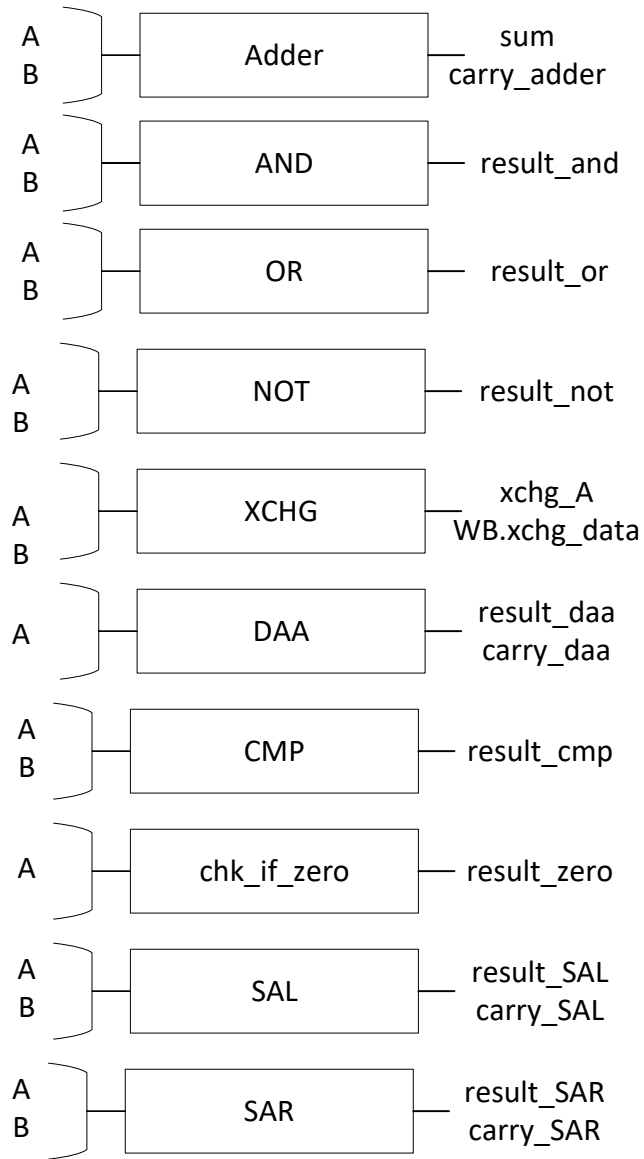 A
B
Adder
sum
carry_adder
A
B
AND
result_and
A
B
OR
result_or
A
B
NOT
result_not
A
B
XCHG
xchg_A
WB.xchg_data
A
DAA
result_daa
carry_daa
A
B
CMP
result_cmp
A
chk_if_zero
result_zero
A
B
SAL
result_SAL
carry_SAL
A
B
SAR
result_SAR
carry_SAR